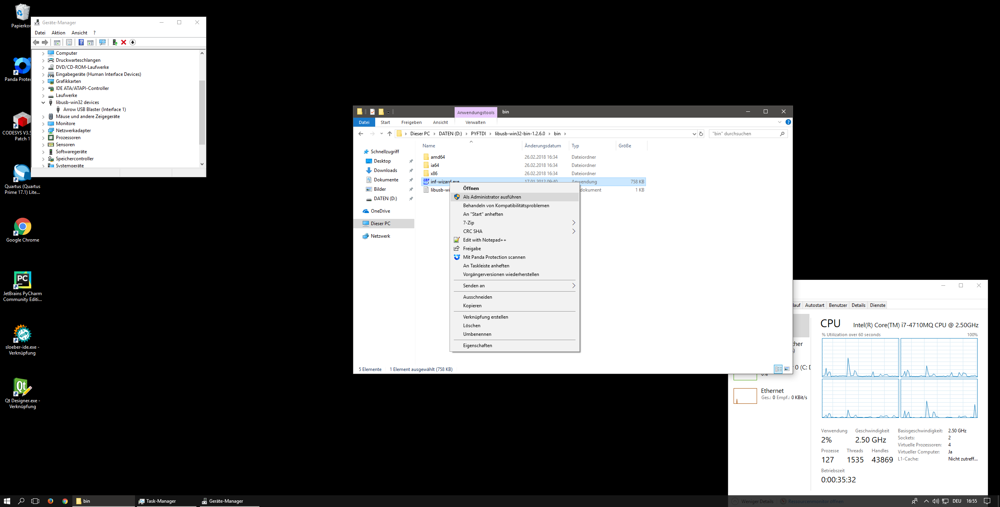 Papierkor
Panda Protec
CODESYS V3.5
Patch 1
Quartus (Quartus
Prime 17.1) Lite...
Google Chrome
JetBrains PyCharm
Community Editi...
sloeber-ide.exe -
Verknüpfung
Qt Designer.exe -
Verknüpfung
Geräte-Manager
Datei Aktion Ansicht ?
Computer
Druckwarteschlangen
DVD/CD-ROM-Laufwerke
Eingabegeräte (Human Interface Devices)
Grafikkarten
IDE ATA/ATAPI-Controller
Laufwerke
libusb-win32 devices
Arrow USB Blaster (Interface 1)
Mäuse und andere Zeigegeräte
Monitore
Netzwerkadapter
Prozessoren
Sensoren
Softwaregeräte
Speichercontroller
Systemgeräte
Anwendungstools bin
Datei Start Freigeben Ansicht Verwalten
Dieser PC > DATEN (D:) > PYFTDI > libusb-win32-bin-1.2.6.0 > bin >
"bin" durchsuchen
Schnellzugriff
Desktop
Downloads
Dokumente
Bilder
DATEN (D:)
OneDrive
Dieser PC
Netzwerk
Name Änderungsdatum Typ Größe
amd64 26.02.2018 16:34 Dateiordner
ia64 26.02.2018 16:34 Dateiordner
x86 26.02.2018 16:34 Dateiordner
inf-wizard.exe 17.01.2012 09:40 Anwendung 758 KB
libusb-wi dokument 1 KB
Öffnen
Als Administrator ausführen
Behandeln von Kompatibilitätsproblemen
An "Start" anheften
7-Zip
CRC SHA
Edit with Notepad++
Freigabe
Mit Panda Protection scannen
An Taskleiste anheften
Vorgängerversionen wiederherstellen
Senden an
Ausschneiden
Kopieren
Verknüpfung erstellen
Löschen
Umbenennen
Eigenschaften
5 Elemente 1 Element ausgewählt (758 KB)
lauf Autostart Benutzer Details Dienste
cher
r 0 (C: D
0%
Ethernet
Ges.: 0 Empf.: 0 KBit/s
CPU Intel(R) Core(TM) i7-4710MQ CPU @ 2.50GHz
% Utilization over 60 seconds 100%
Verwendung Geschwindigkeit
2% 2.50 GHz
Prozesse Threads Handles
127 1535 43869
Betriebszeit
0:00:35:32
Basisgeschwindigkeit: 2.50 GHz
Sockets: 2
Virtuelle Prozessoren: 4
Virtueller Computer: Ja
L1-Cache: Nicht zutreff...
Weniger Details Ressourcenmonitor öffnen
bin Task-Manager Geräte-Manager
DEU 16:55